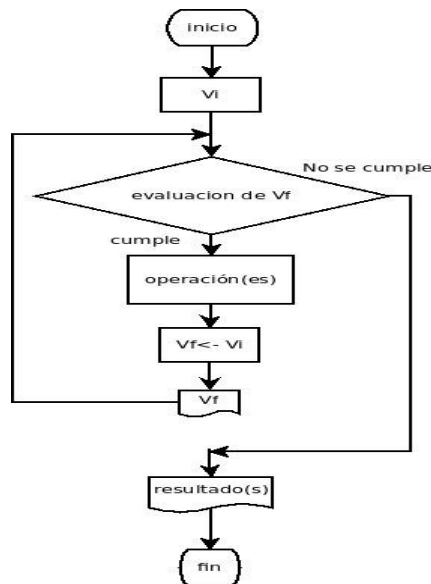 inicio
Vi
No se cumple
evaluacion de Vf
cumple
operación(es)
Vf<- Vi
Vf
resultado(s)
fin